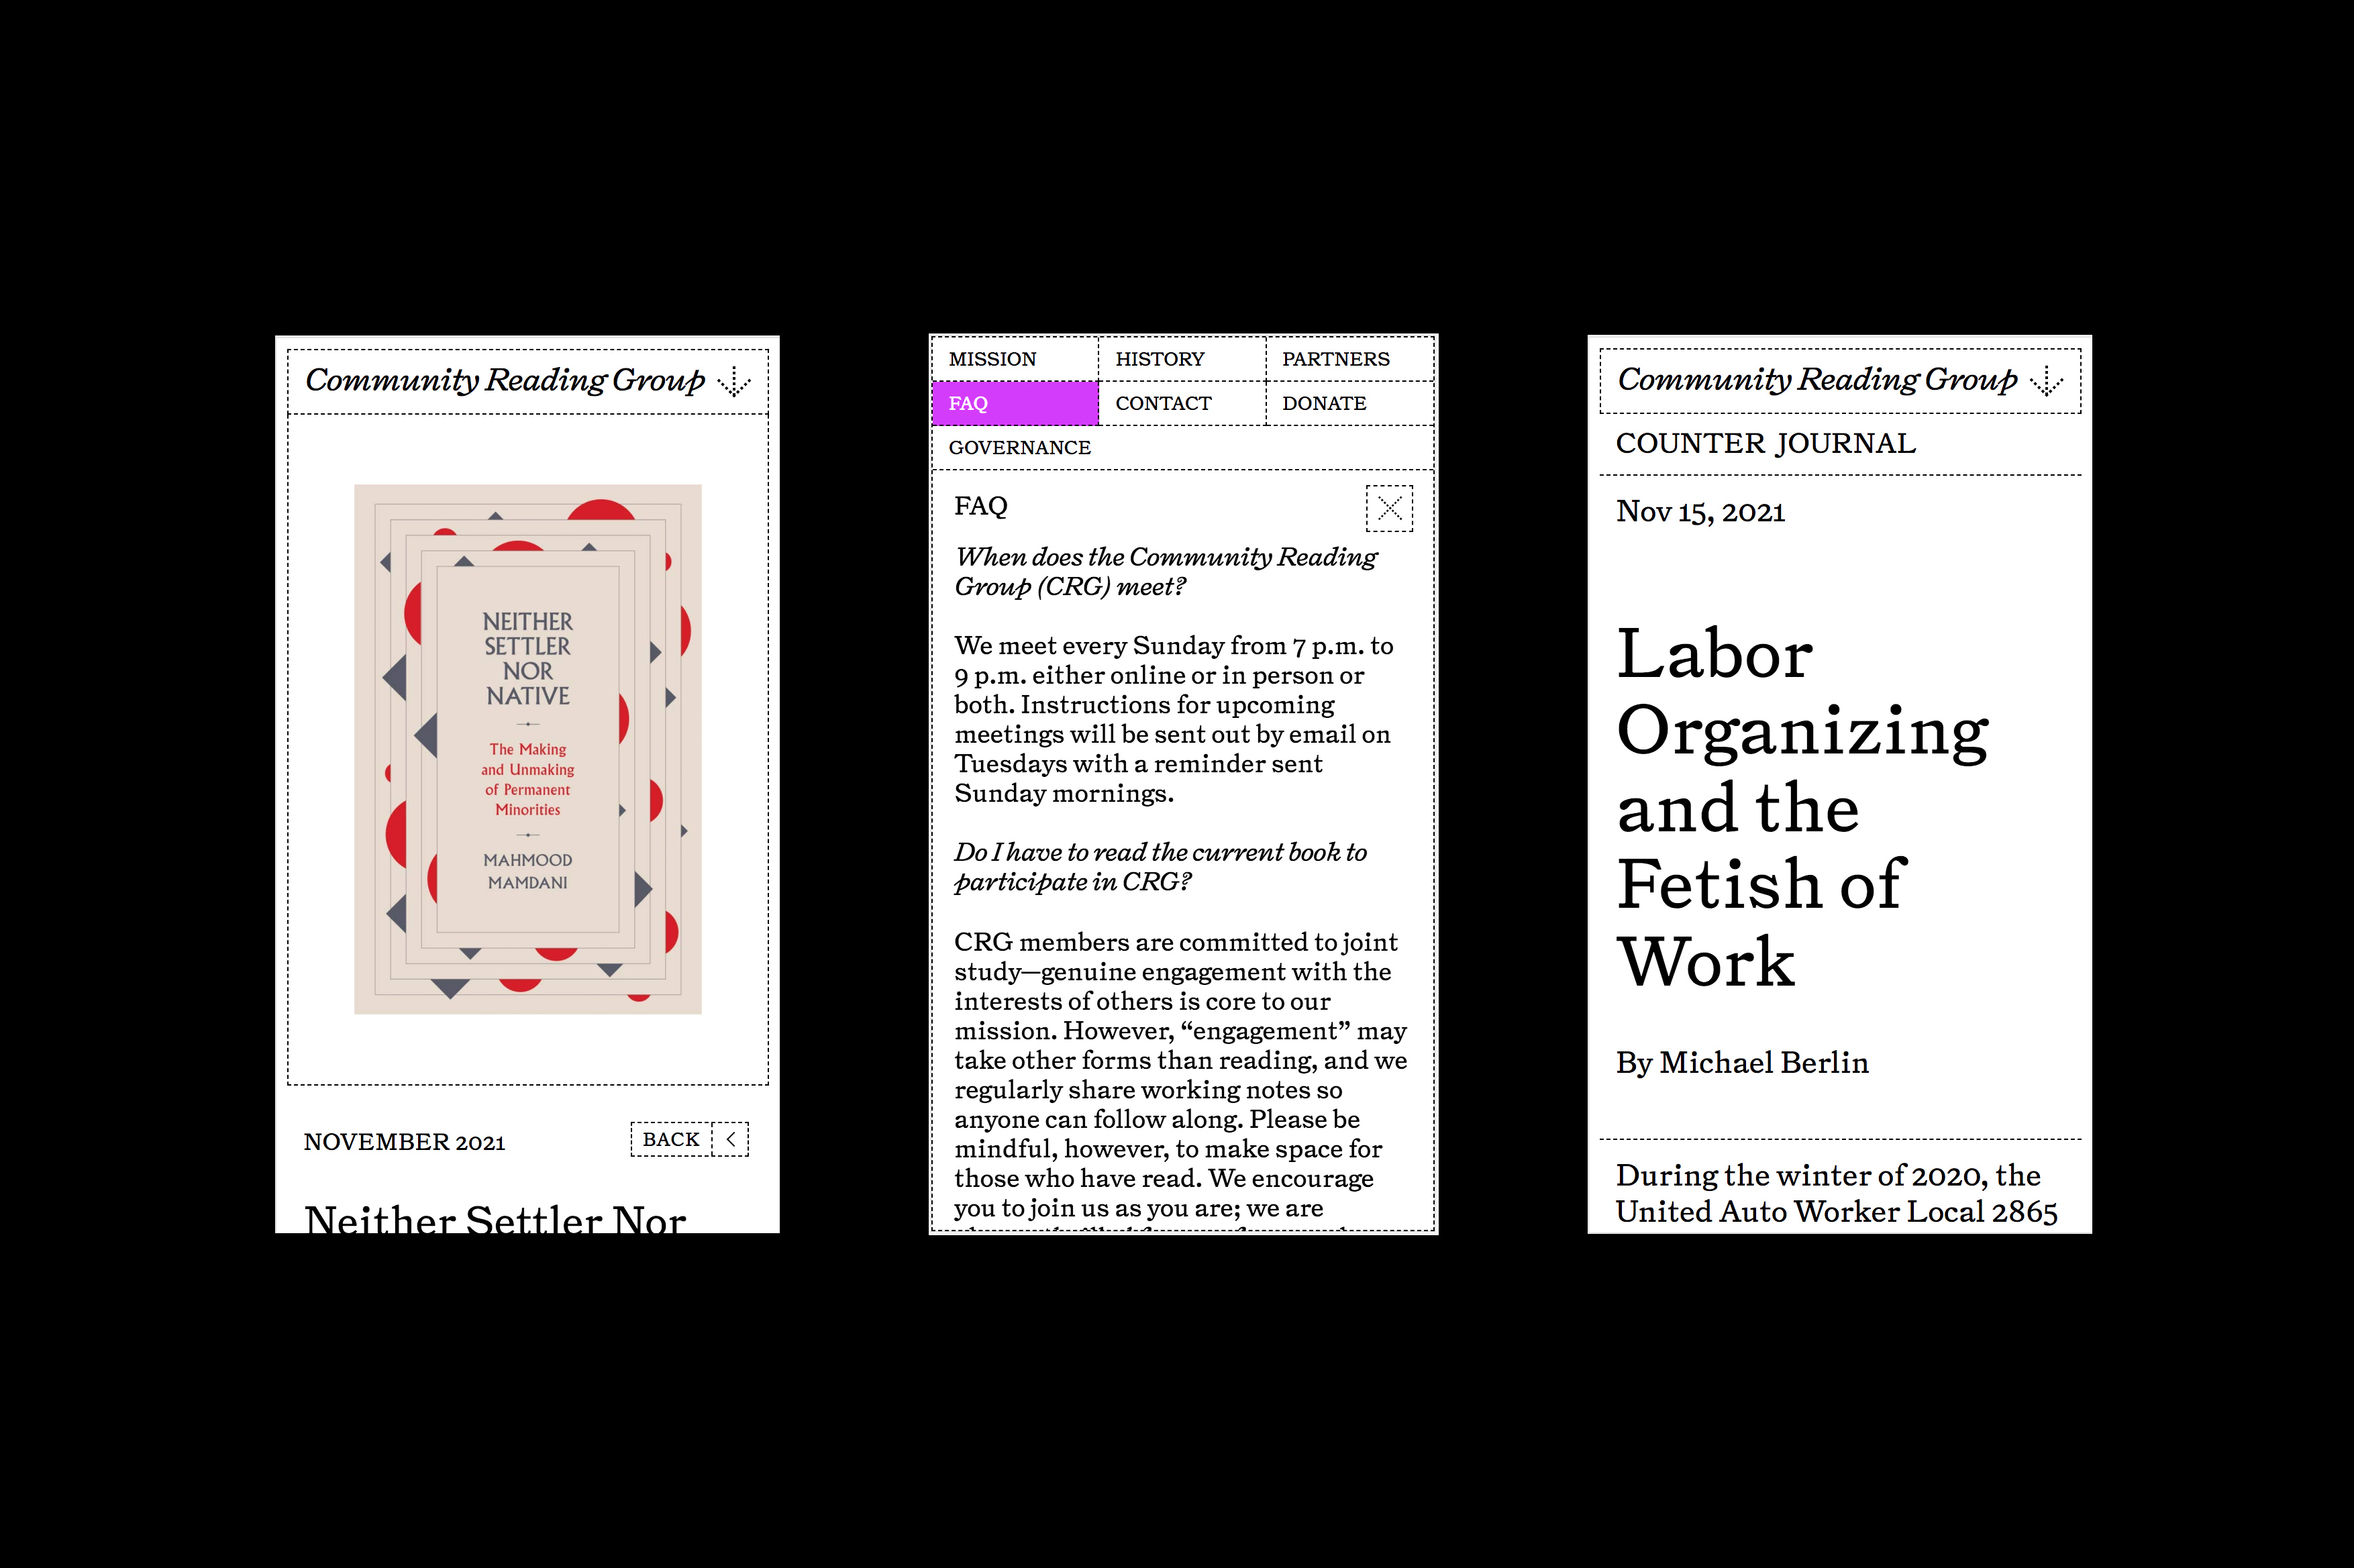 Community Reading Group
NEITHER
SETTLER
NOR
NATIVE
The Making
and Unmaking
of Permanent
Minorities
MAHMOOD
MAMDANI
NOVEMBER 2021
BACK <
Neither Settler Nor
MISSION HISTORY PARTNERS
FAQ CONTACT DONATE
GOVERNANCE
FAQ
When does the Community Reading
Group (CRG) meet?
We meet every Sunday from 7 p.m. to
9 p.m. either online or in person or
both. Instructions for upcoming
meetings will be sent out by email on
Tuesdays with a reminder sent
Sunday mornings.
Do I have to read the current book to
participate in CRG?
CRG members are committed to joint
study—genuine engagement with the
interests of others is core to our
mission. However, “engagement” may
take other forms than reading, and we
regularly share working notes so
anyone can follow along. Please be
mindful, however, to make space for
those who have read. We encourage
you to join us as you are; we are
Community Reading Group
COUNTER JOURNAL
Nov 15, 2021
Labor
Organizing
and the
Fetish of
Work
By Michael Berlin
During the winter of 2020, the
United Auto Worker Local 2865